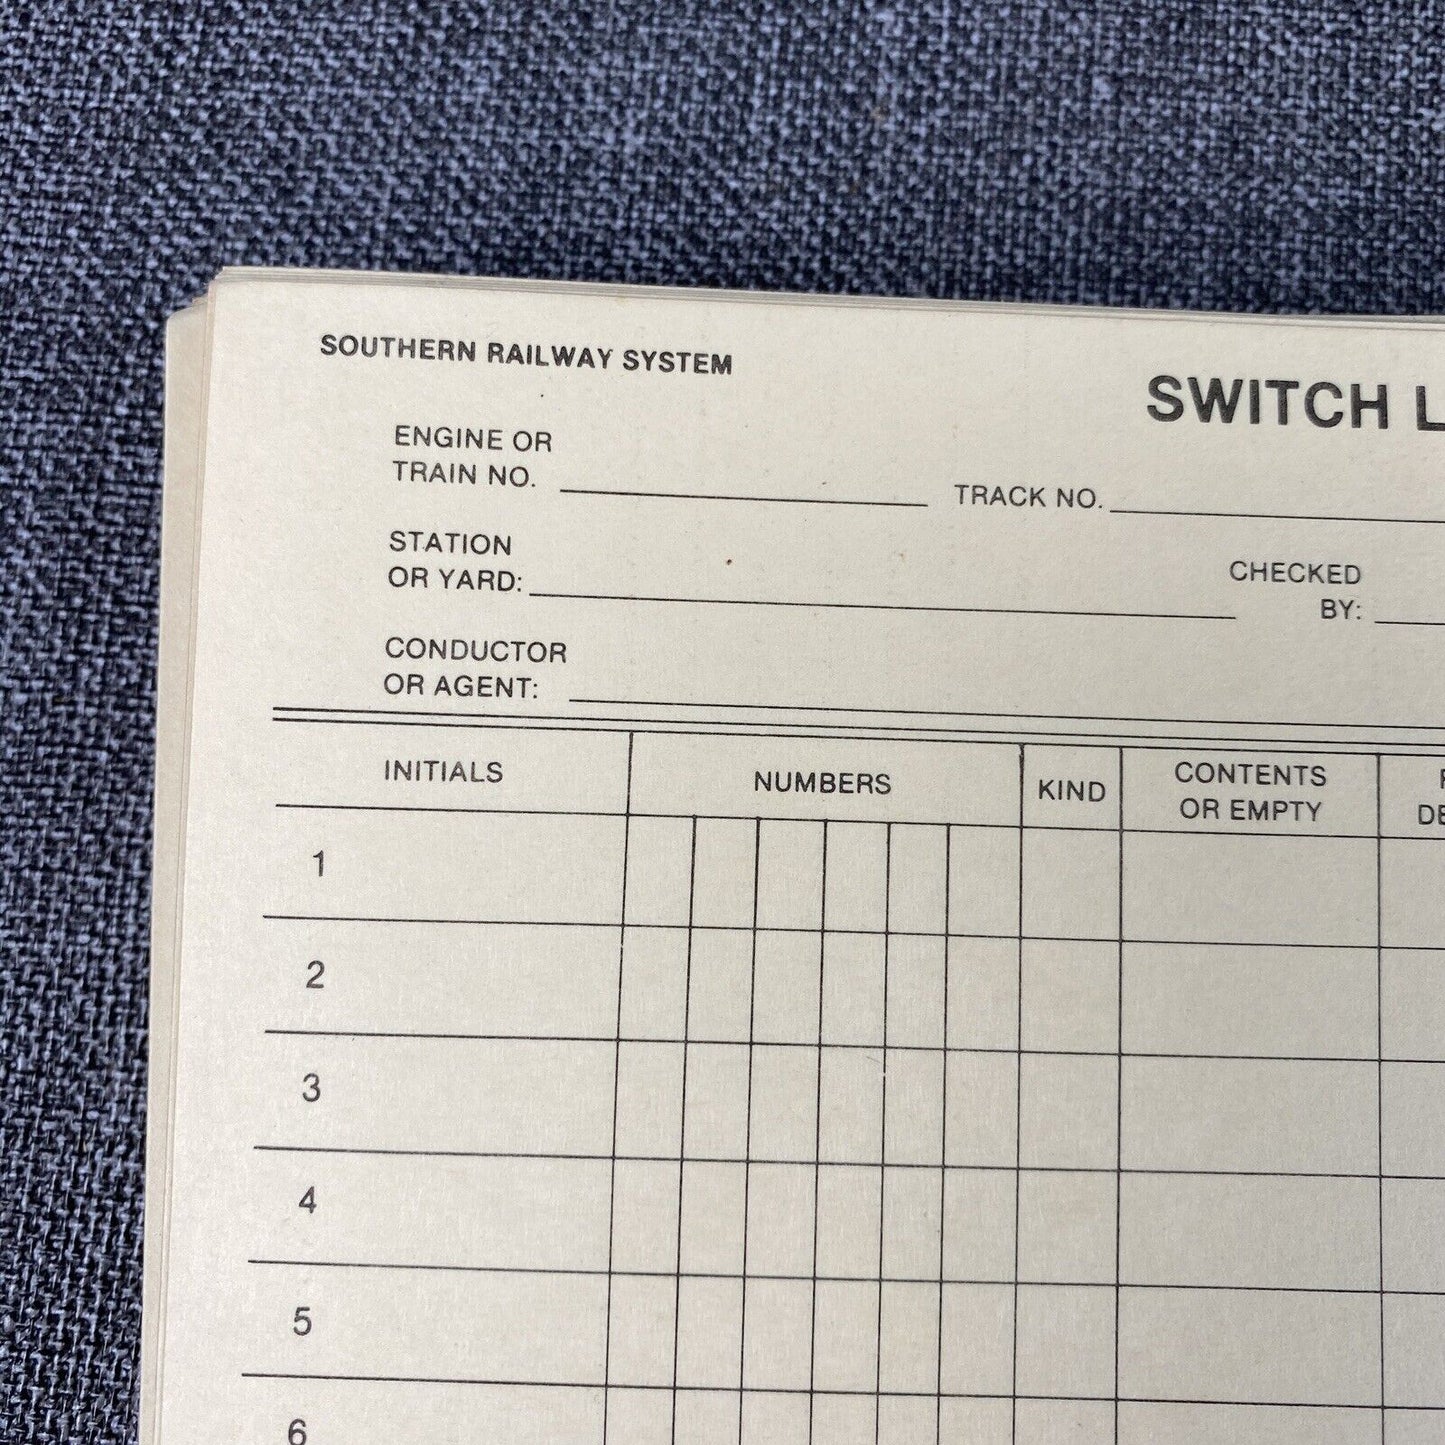 SOUTHERN RAILWAY SYSTEM
SWITCH L
ENGINE OR
TRAIN NO.
TRACK NO.
STATION
OR YARD:
CHECKED
BY:
CONDUCTOR
OR AGENT:
INITIALS
NUMBERS
KIND
CONTENTS
OR EMPTY
DE
1
2
3
4
5
6